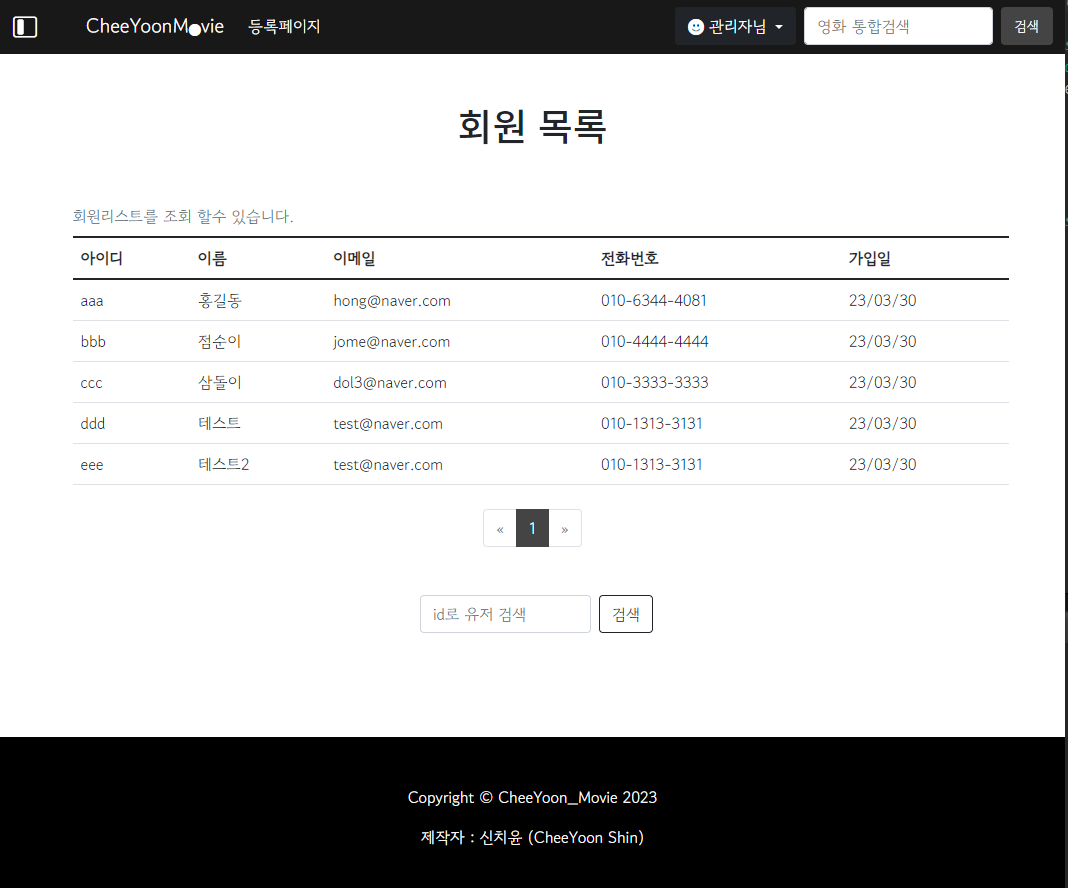 CheeYoonMovie 등록페이지 관리자님 영화 통합검색 검색
회원 목록
회원리스트를 조회 할수 있습니다.
아이디 이름 이메일 전화번호 가입일
aaa 홍길동 hong@naver.com 010-6344-4081 23/03/30
bbb 점순이 jome@naver.com 010-4444-4444 23/03/30
ccc 삼돌이 dol3@naver.com 010-3333-3333 23/03/30
ddd 테스트 test@naver.com 010-1313-3131 23/03/30
eee 테스트2 test@naver.com 010-1313-3131 23/03/30
« 1 »
id로 유저 검색 검색
Copyright © CheeYoon_Movie 2023
제작자 : 신치윤 (CheeYoon Shin)